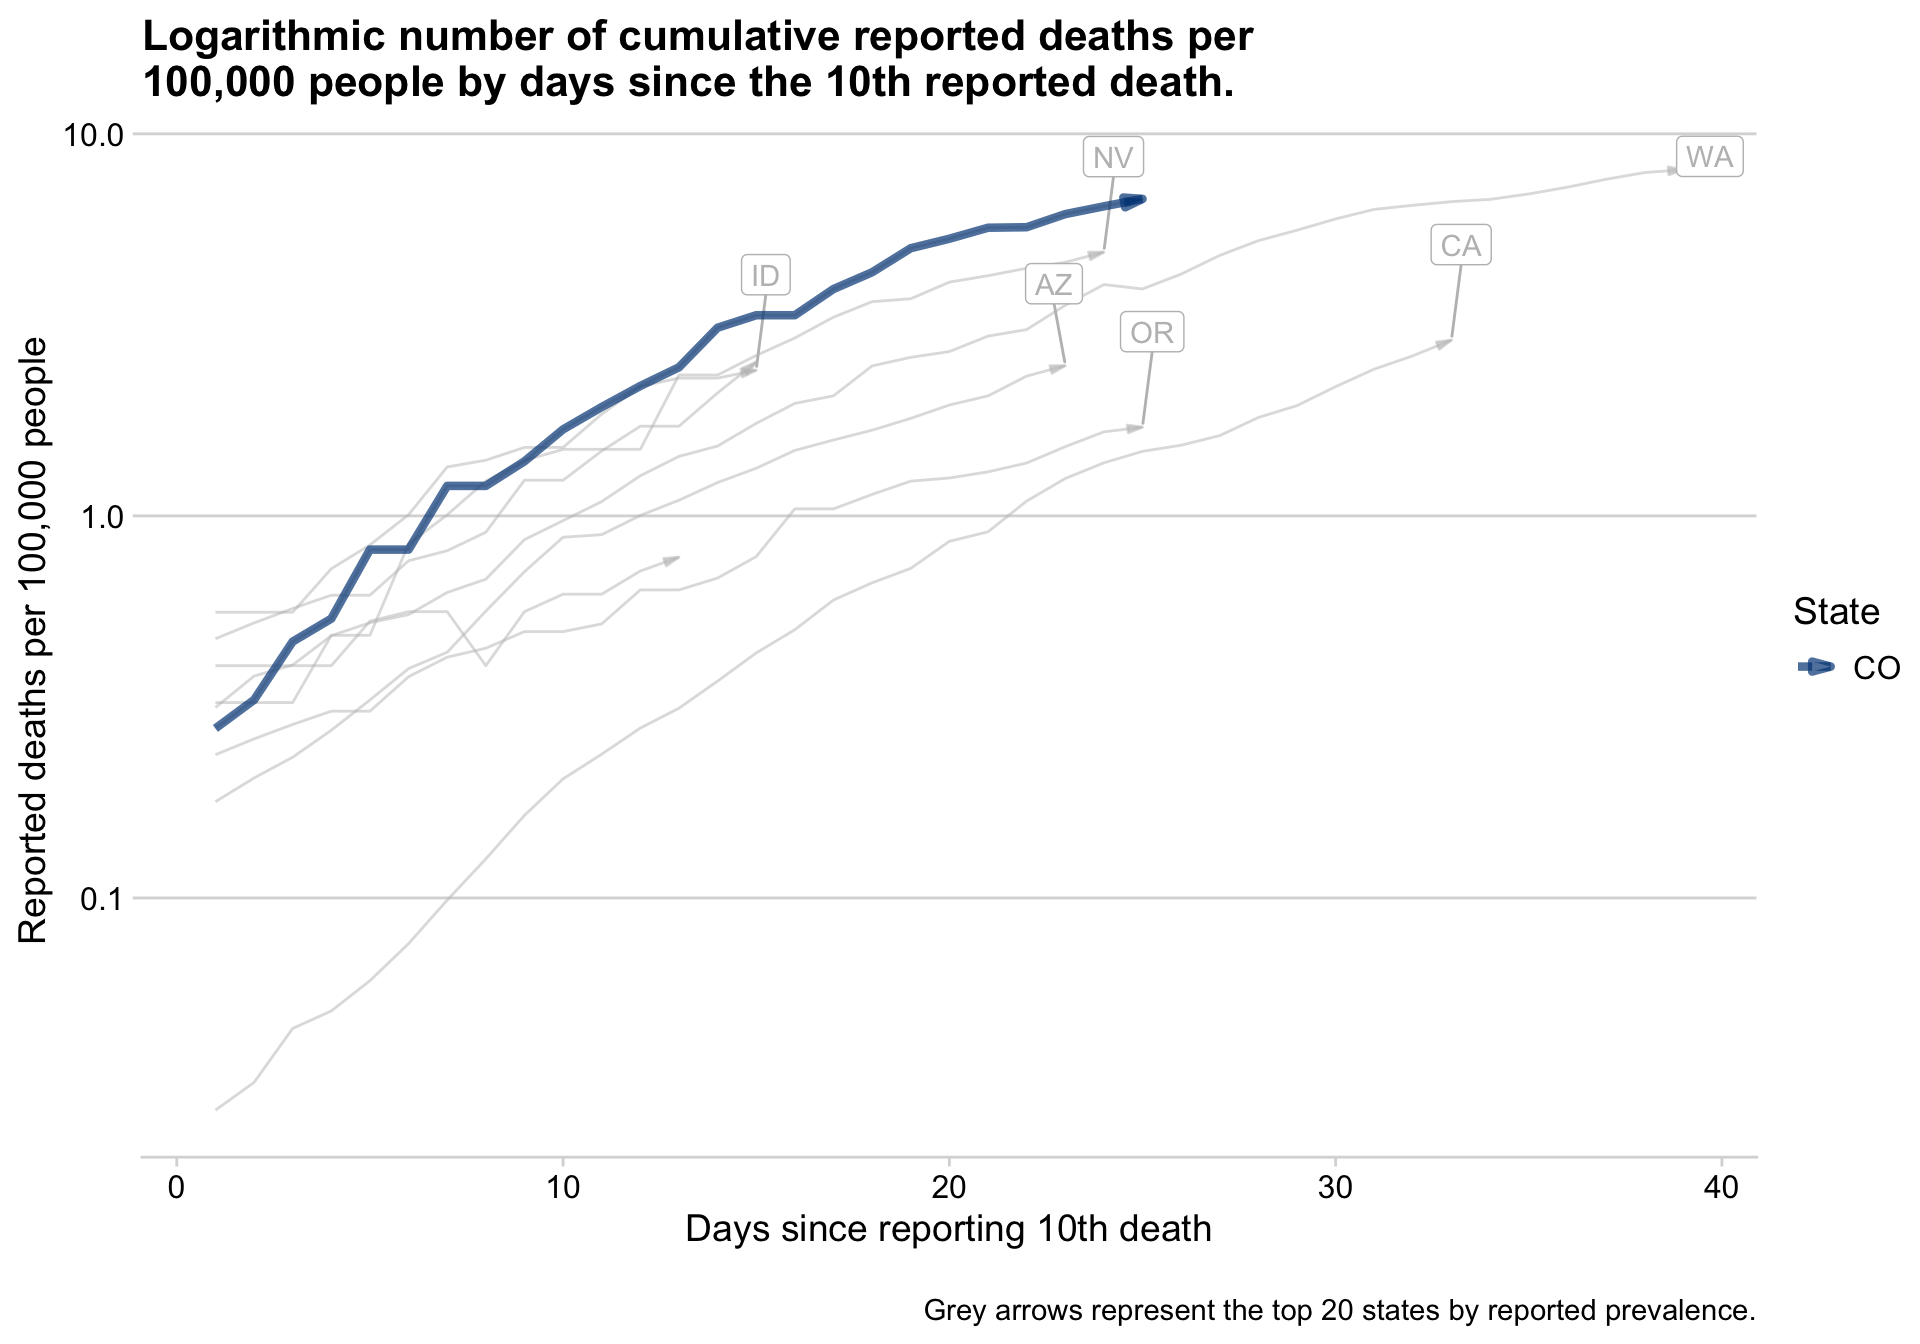 Logarithmic number of cumulative reported deaths per
100,000 people by days since the 10th reported death.
10.0
1.0
0.1
Reported deaths per 100,000 people
NV
WA
CA
ID
AZ
OR
State
CO
0
10
20
30
40
Days since reporting 10th death
Grey arrows represent the top 20 states by reported prevalence.